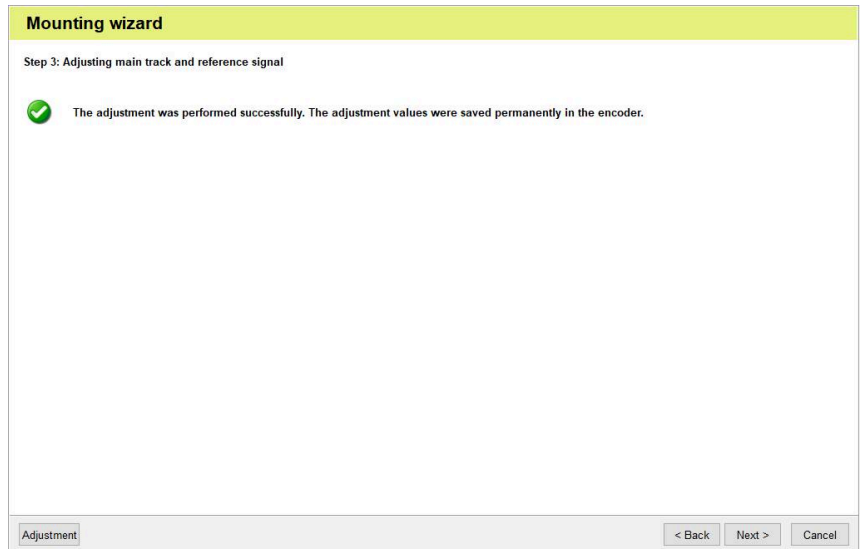 Mounting wizard
Step 3: Adjusting main track and reference signal
The adjustment was performed successfully. The adjustment values were saved permanently in the encoder.
Adjustment
< Back
Next >
Cancel